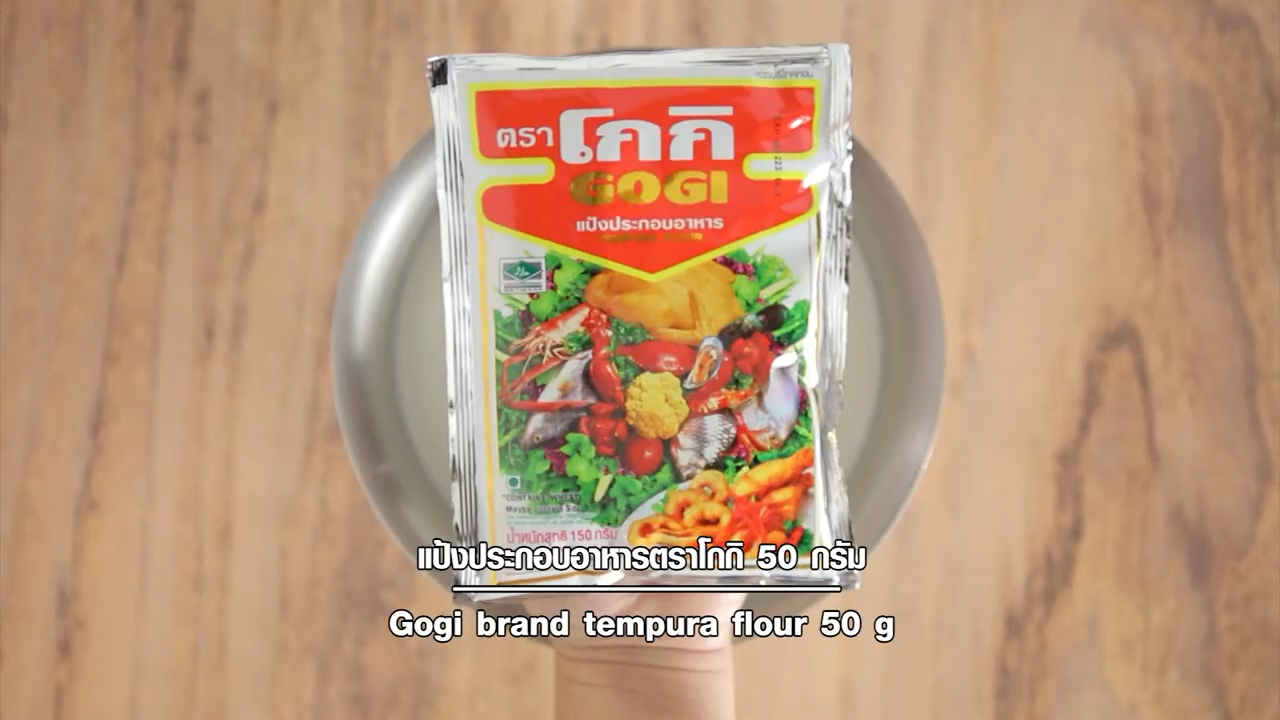 ตรา โกกิ
GOGI
แป้งประกอบอาหาร
น้ำหนักสุทธิ 150 กรัม
แป้งประกอบอาหารตราโกกิ 50 กรัม
Gogi brand tempura flour 50 g